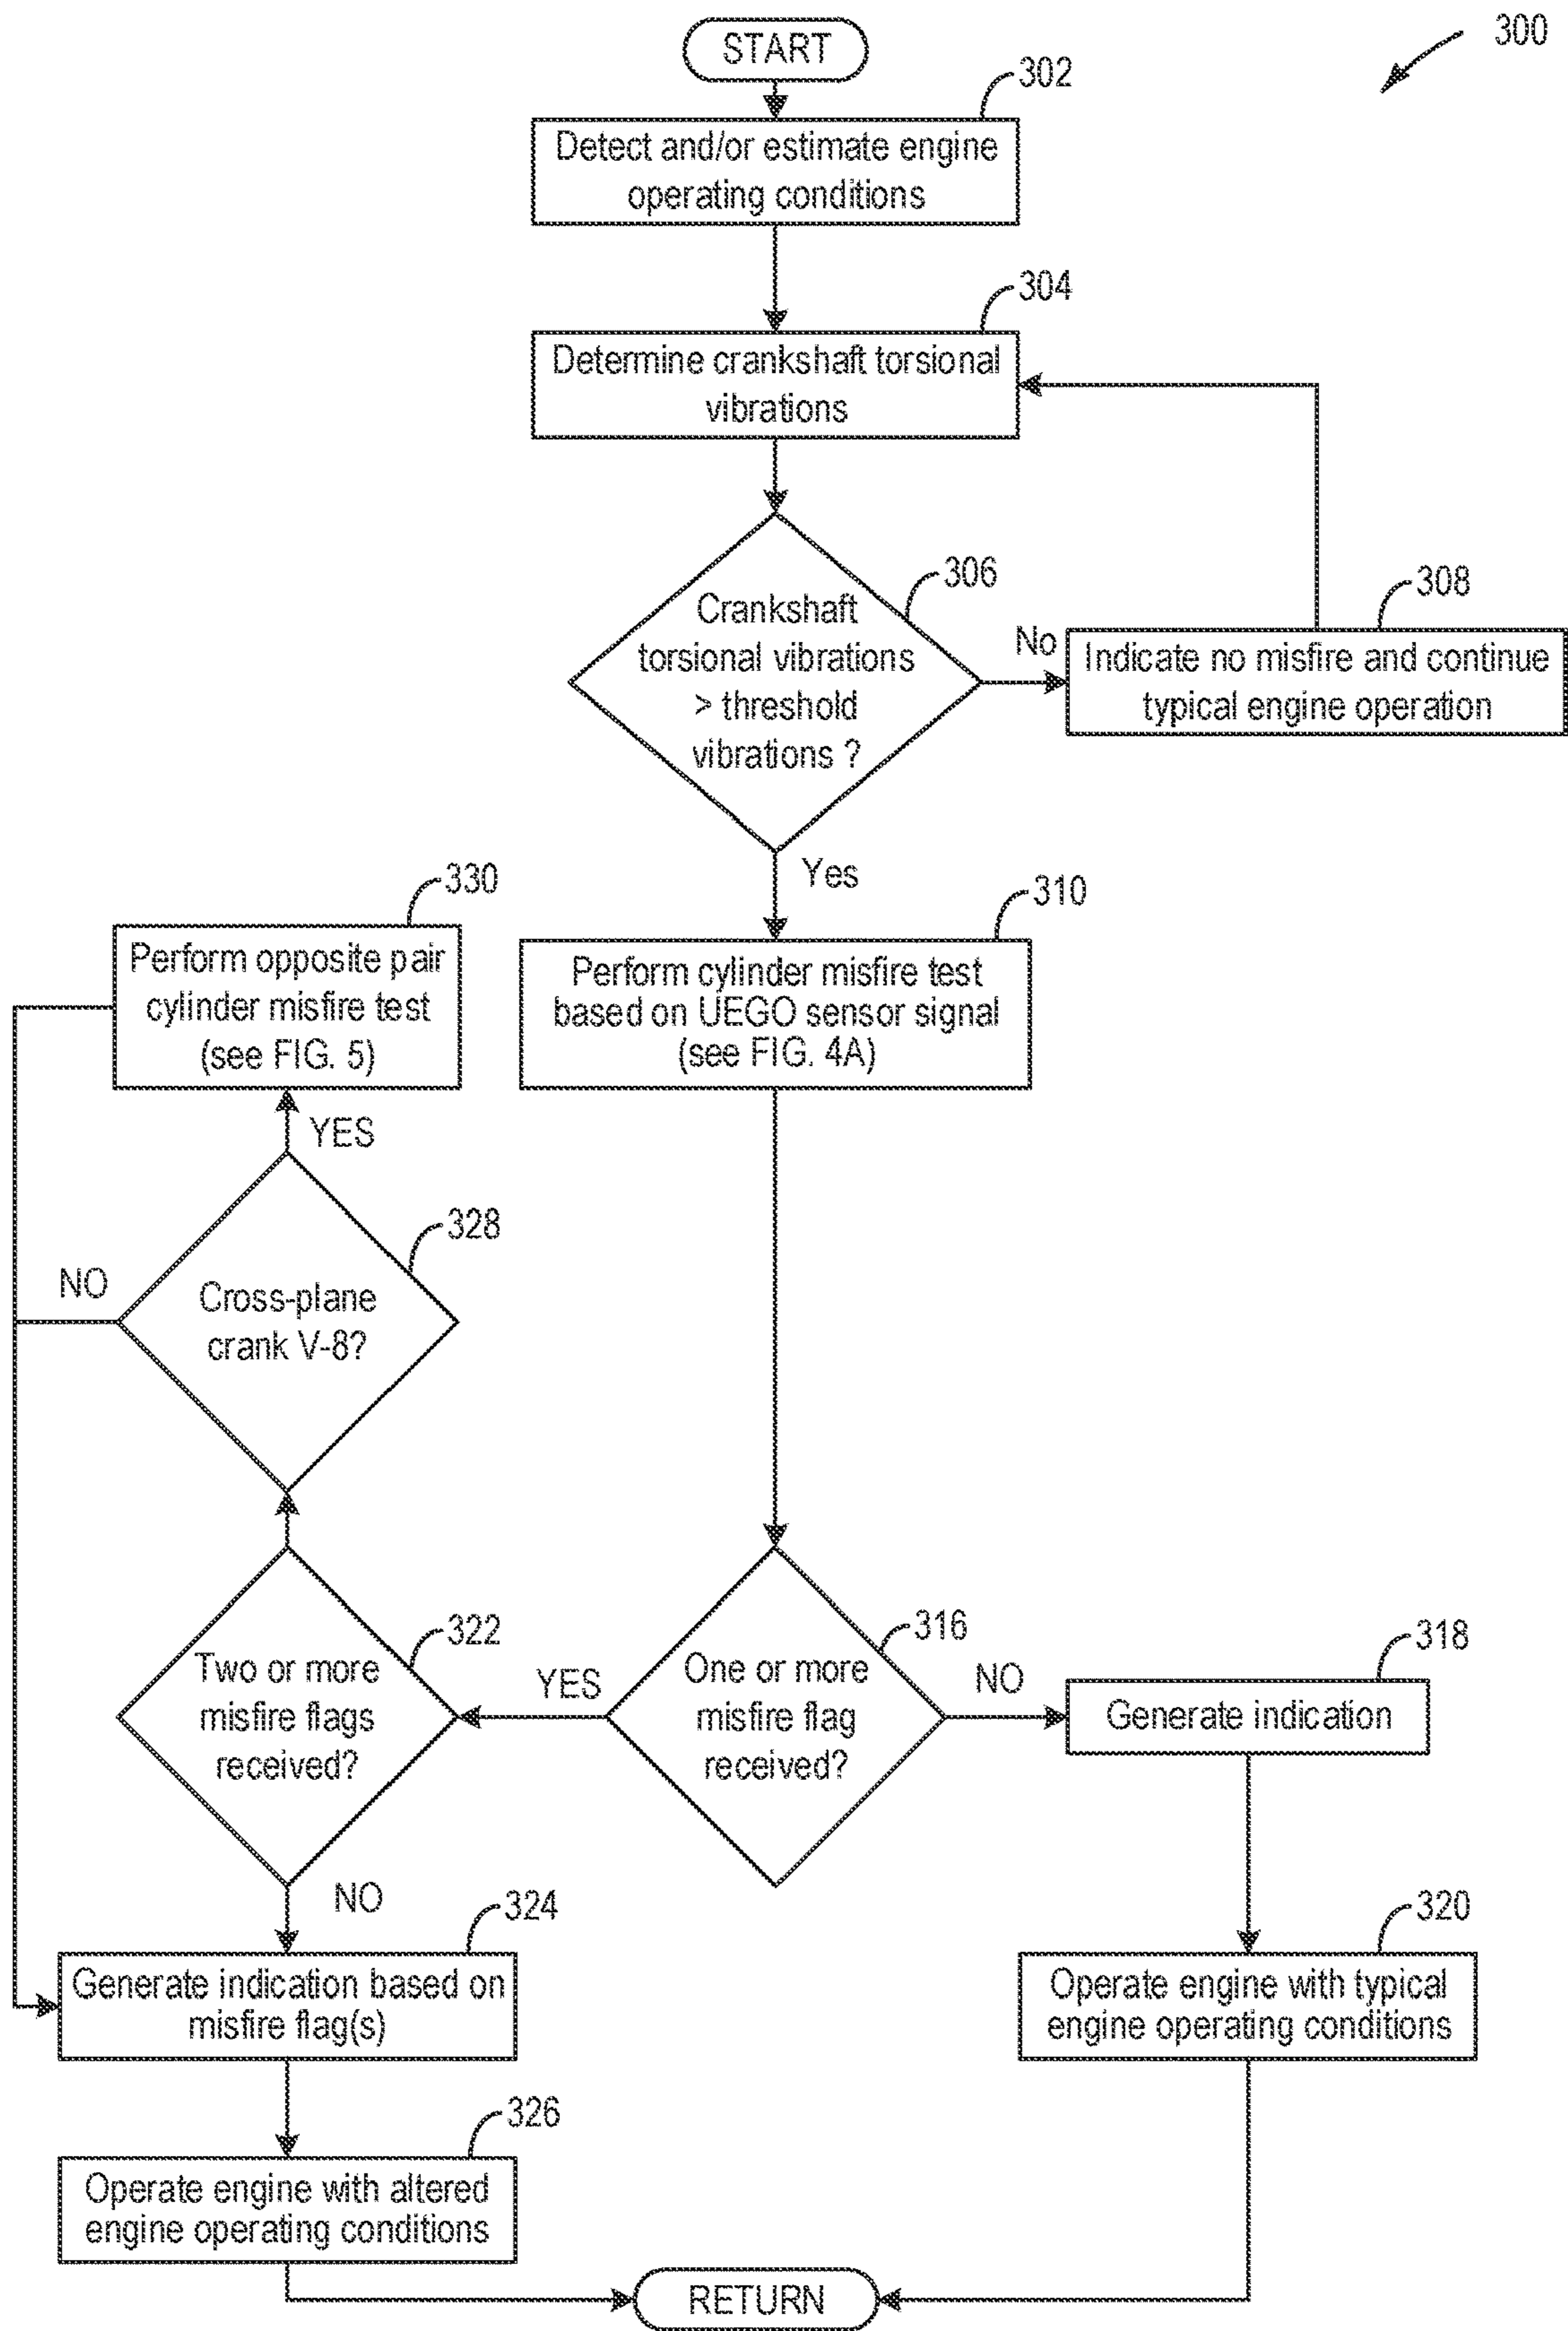 300
START
302
Detect and/or estimate engine
operating conditions
304
Determine crankshaft torsional
vibrations
306
Crankshaft
torsional vibrations
> threshold
vibrations ?
No
308
Indicate no misfire and continue
typical engine operation
Yes
310
Perform cylinder misfire test
based on UEGO sensor signal
(see FIG. 4A)
330
Perform opposite pair
cylinder misfire test
(see FIG. 5)
YES
328
Cross-plane
crank V-8?
NO
322
Two or more
misfire flags
received?
YES
316
One or more
misfire flag
received?
NO
318
Generate indication
NO
324
Generate indication based on
misfire flag(s)
320
Operate engine with typical
engine operating conditions
326
Operate engine with altered
engine operating conditions
RETURN